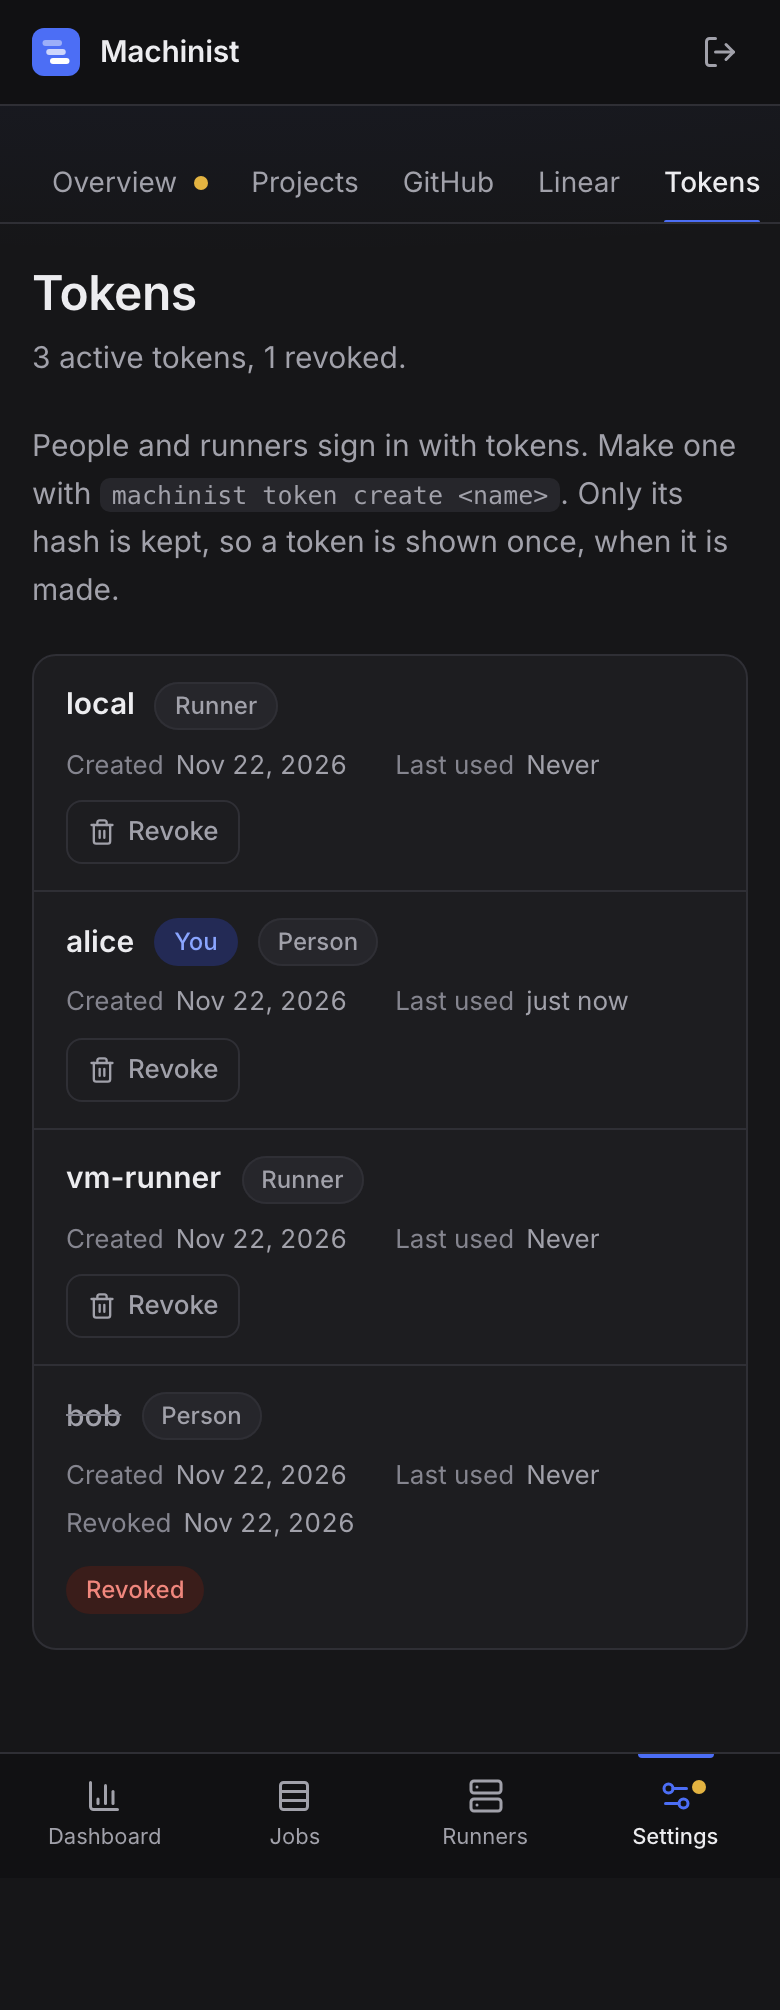 Machinist
Overview Projects GitHub Linear Tokens
Tokens
3 active tokens, 1 revoked.
People and runners sign in with tokens. Make one
with machinist token create <name>. Only its
hash is kept, so a token is shown once, when it is
made.
local Runner
Created Nov 22, 2026 Last used Never
Revoke
alice You Person
Created Nov 22, 2026 Last used just now
Revoke
vm-runner Runner
Created Nov 22, 2026 Last used Never
Revoke
bob Person
Created Nov 22, 2026 Last used Never
Revoked Nov 22, 2026
Revoked
Dashboard Jobs Runners Settings